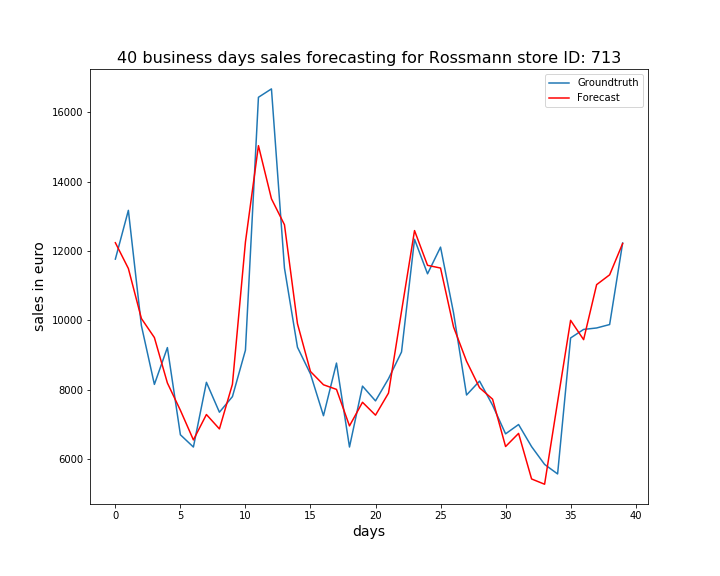 40 business days sales forecasting for Rossmann store ID: 713
Groundtruth
Forecast
16000
14000
12000
10000
8000
6000
sales in euro
0 5 10 15 20 25 30 35 40
days